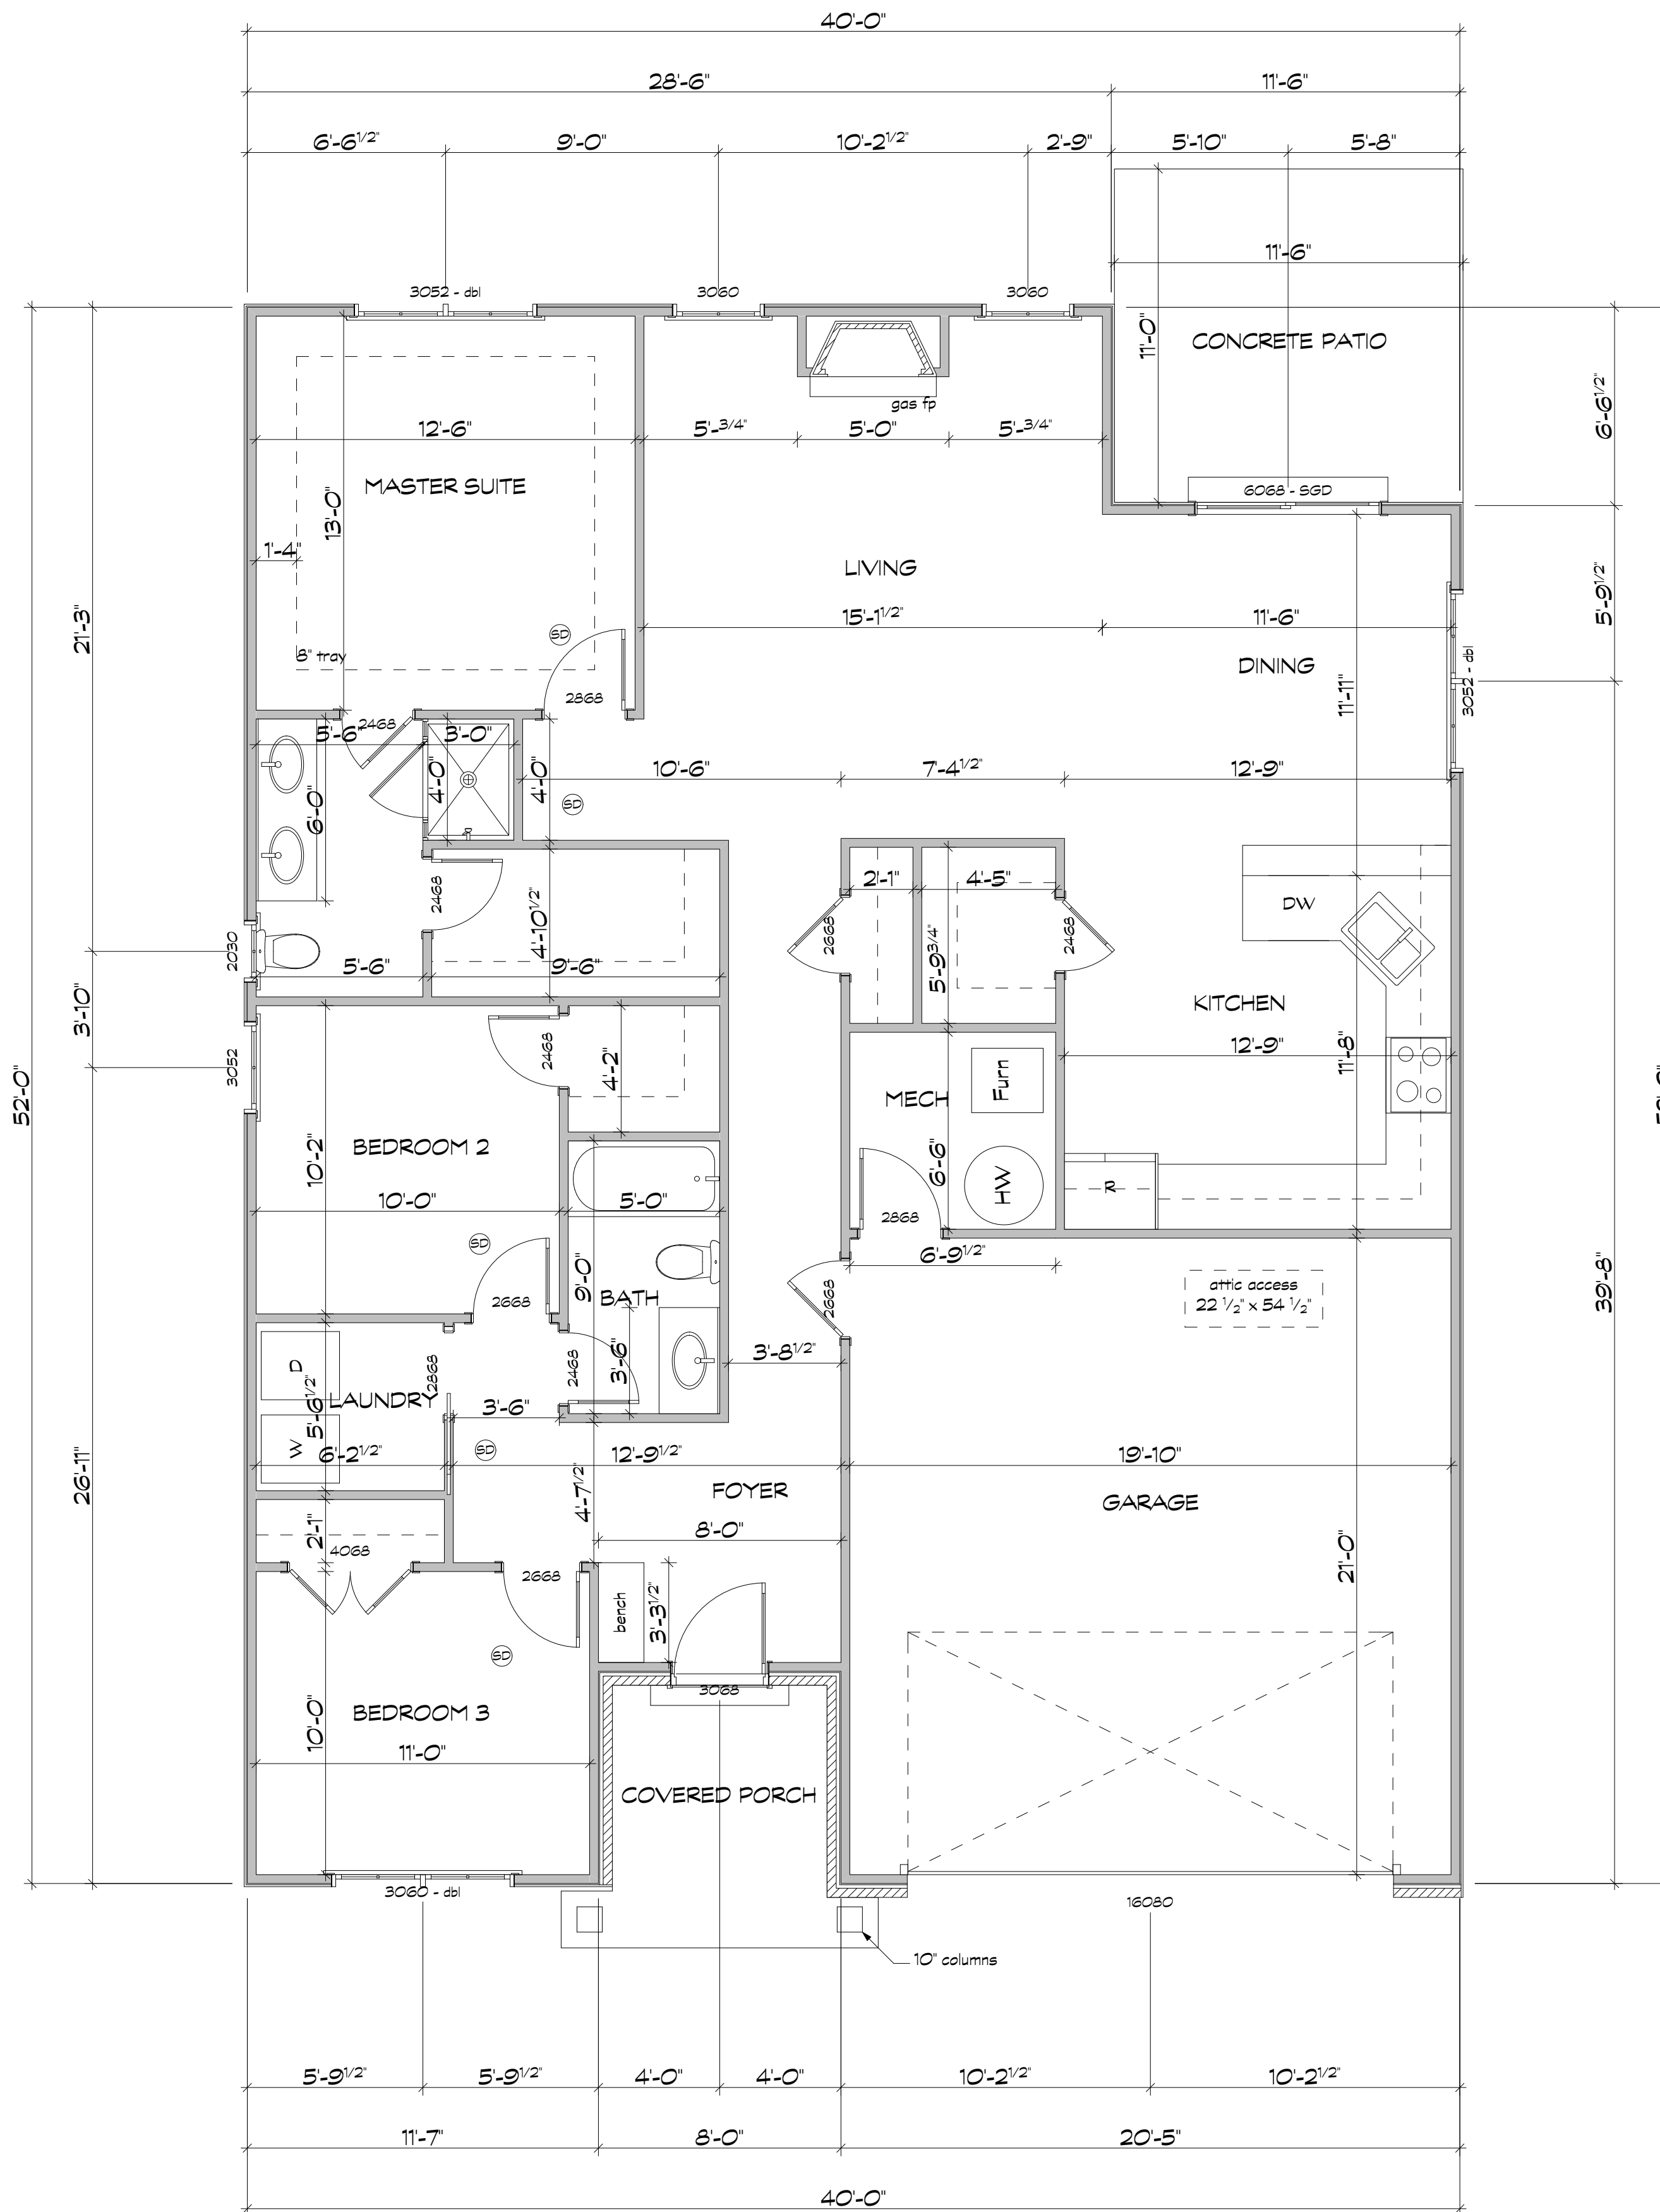 40'-0"
28'-6" 11'-6"
6'-6 1/2" 9'-0" 10'-2 1/2" 2'-9" 5'-10" 5'-8"
11'-6"
3052 - dbl 3060 3060
11'-0"
CONCRETE PATIO
gas fp
6'-6 1/2"
12'-6" 5'-3/4" 5'-0" 5'-3/4"
MASTER SUITE
6068 - SGD
13'-0"
1'-4"
LIVING
5'-9 1/2"
15'-1 1/2" 11'-6"
21'-3"
SD
8" tray
DINING
3052 - dbl
2868
11'-11"
2468
5'-6" 3'-0"
4'-0"
4'-0"
10'-6" 7'-4 1/2" 12'-9"
6'-0"
SD
2468
4'-10 1/2"
2'-1" 4'-5"
DW
2668
2468
5'-9 3/4"
2030
5'-6" 9'-6"
3'-10"
KITCHEN
3052
2468
4'-2"
12'-9"
11'-8"
52'-0"
MECH
Furn
BEDROOM 2
10'-2"
6'-6"
HW
R
10'-0" 5'-0"
2868
SD
6'-9 1/2"
9'-0"
BATH
2668
2668
attic access
22 1/2" x 54 1/2"
39'-8"
3'-6"
3'-8 1/2"
D
2868
2468
LAUNDRY
5'-6 1/2"
3'-6"
W
6'-2 1/2"
SD
12'-9 1/2" 19'-10"
26'-11"
4'-7 1/2"
FOYER
GARAGE
8'-0"
2'-1"
4068
2668
21'-0"
bench
3'-3 1/2"
SD
3068
BEDROOM 3
10'-0"
11'-0"
COVERED PORCH
3060 - dbl
16080
10" columns
5'-9 1/2" 5'-9 1/2" 4'-0" 4'-0" 10'-2 1/2" 10'-2 1/2"
11'-7" 8'-0" 20'-5"
40'-0"